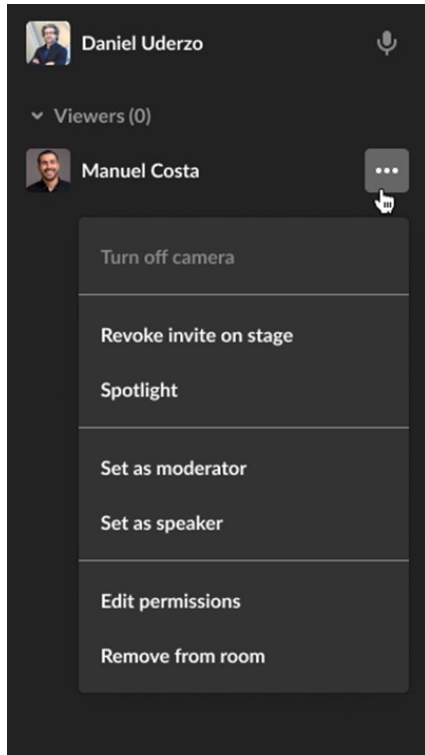 Daniel Uderzo
Viewers (0)
Manuel Costa
Turn off camera
Revoke invite on stage
Spotlight
Set as moderator
Set as speaker
Edit permissions
Remove from room